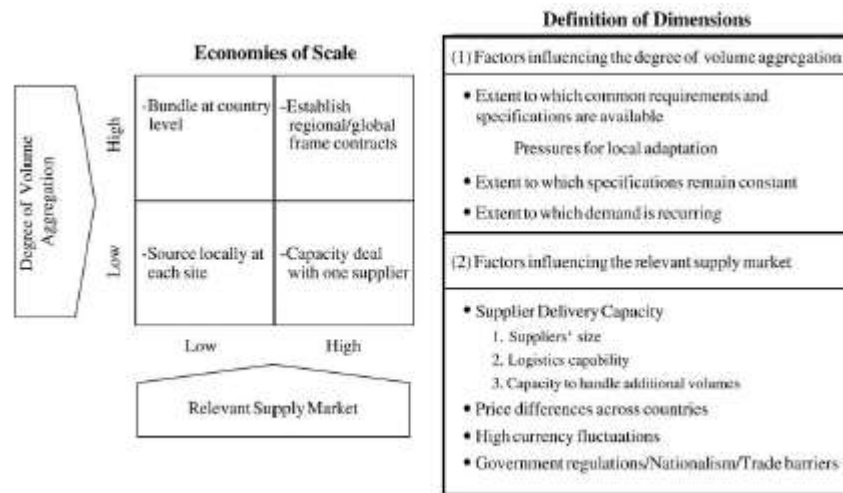 Definition of Dimensions
Economies of Scale
(1) Factors influencing the degree of volume aggregation
Degree of Volume
Aggregation
High
Low
-Bundle at country
level
-Establish
regional/global
frame contracts
-Source locally at
each site
-Capacity deal
with one supplier
Low
High
Relevant Supply Market
• Extent to which common requirements and
specifications are available
Pressures for local adaptation
• Extent to which specifications remain constant
• Extent to which demand is recurring
(2) Factors influencing the relevant supply market
• Supplier Delivery Capacity
1. Suppliers' size
2. Logistics capability
3. Capacity to handle additional volumes
• Price differences across countries
• High currency fluctuations
• Government regulations/Nationalism/Trade barriers